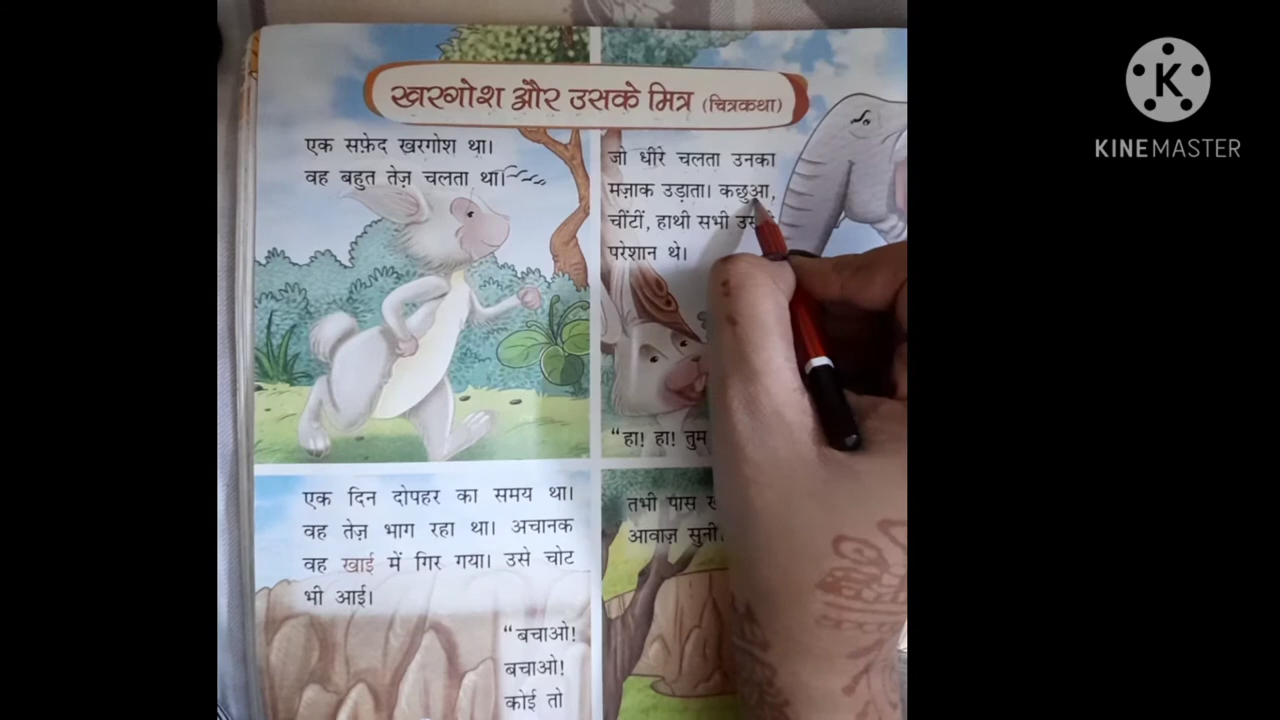 खरगोश और उसके मित्र (चित्रकथा)
एक सफ़ेद खरगोश था।
वह बहुत तेज़ चलता था।
जो धीरे चलता उनका
मज़ाक उड़ाता। कछुआ,
चींटीं, हाथी सभी
परेशान थे।
“हा! हा! तुम
एक दिन दोपहर का समय था।
वह तेज़ भाग रहा था। अचानक
वह खाई में गिर गया। उसे चोट
भी आई।
“बचाओ!
बचाओ!
कोई तो
तभी पास
आवाज़ सुनी।
K
KINEMASTER